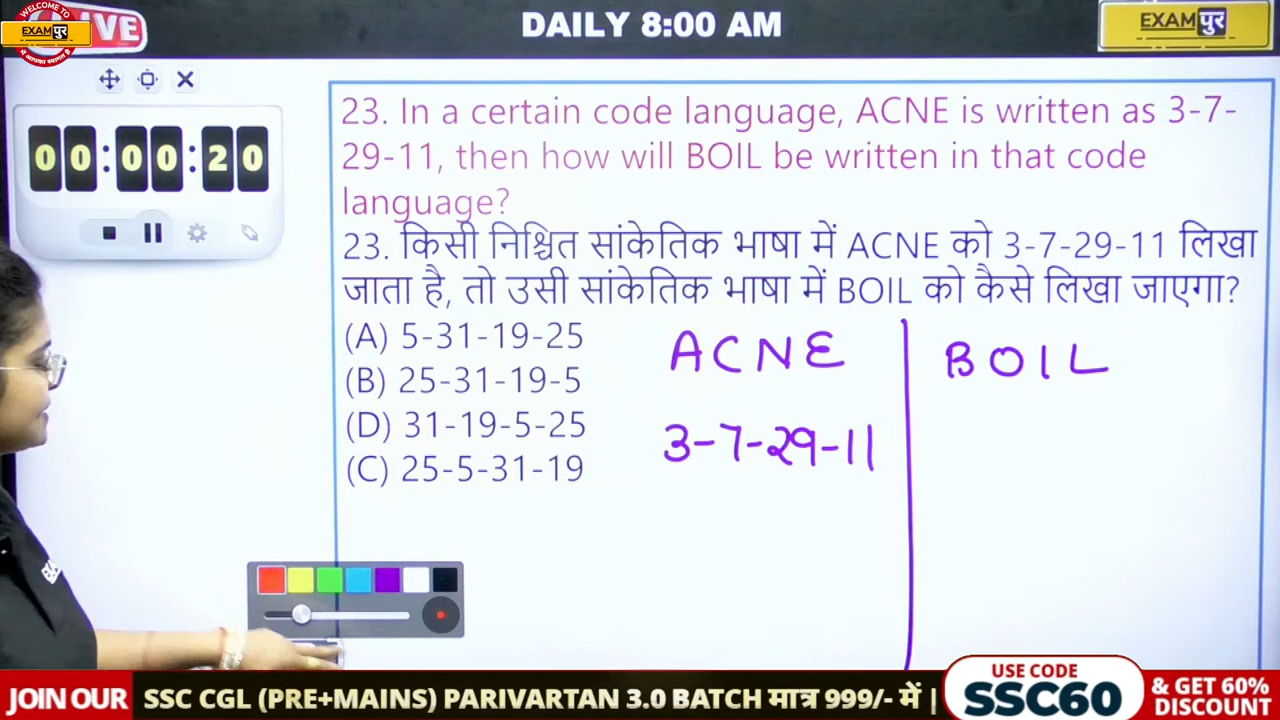 WELCOME TO
LIVE
EXAMपुर
में आपका स्वागत है
DAILY 8:00 AM
EXAMपुर
00:00:20
23. In a certain code language, ACNE is written as 3-7-
29-11, then how will BOIL be written in that code
language?
23. किसी निश्चित सांकेतिक भाषा में ACNE को 3-7-29-11 लिखा
जाता है, तो उसी सांकेतिक भाषा में BOIL को कैसे लिखा जाएगा?
(A) 5-31-19-25
(B) 25-31-19-5
(D) 31-19-5-25
(C) 25-5-31-19
ACNE
3-7-29-11
BOIL
JOIN OUR
SSC CGL (PRE+MAINS) PARIVARTAN 3.0 BATCH मात्र 999/- में |
USE CODE
SSC60
& GET 60%
DISCOUNT